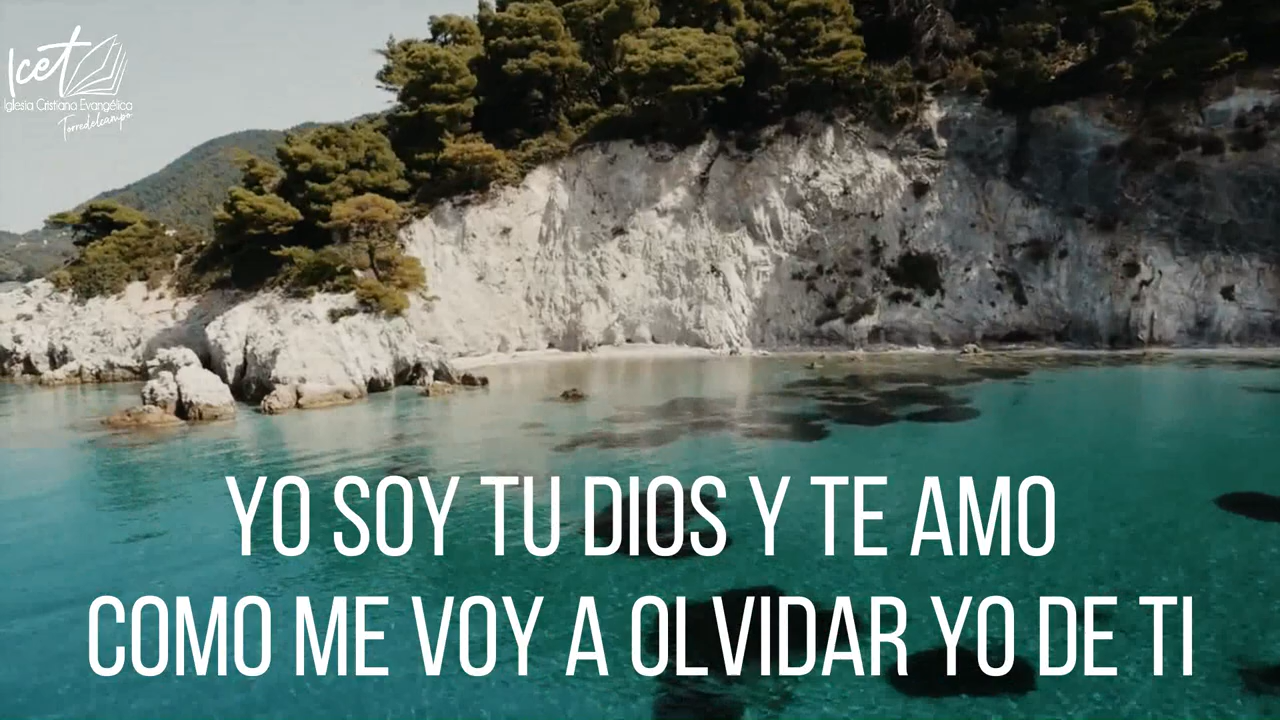 Icet
Iglesia Cristiana Evangélica
Torredelcampo
YO SOY TU DIOS Y TE AMO
COMO ME VOY A OLVIDAR YO DE TI